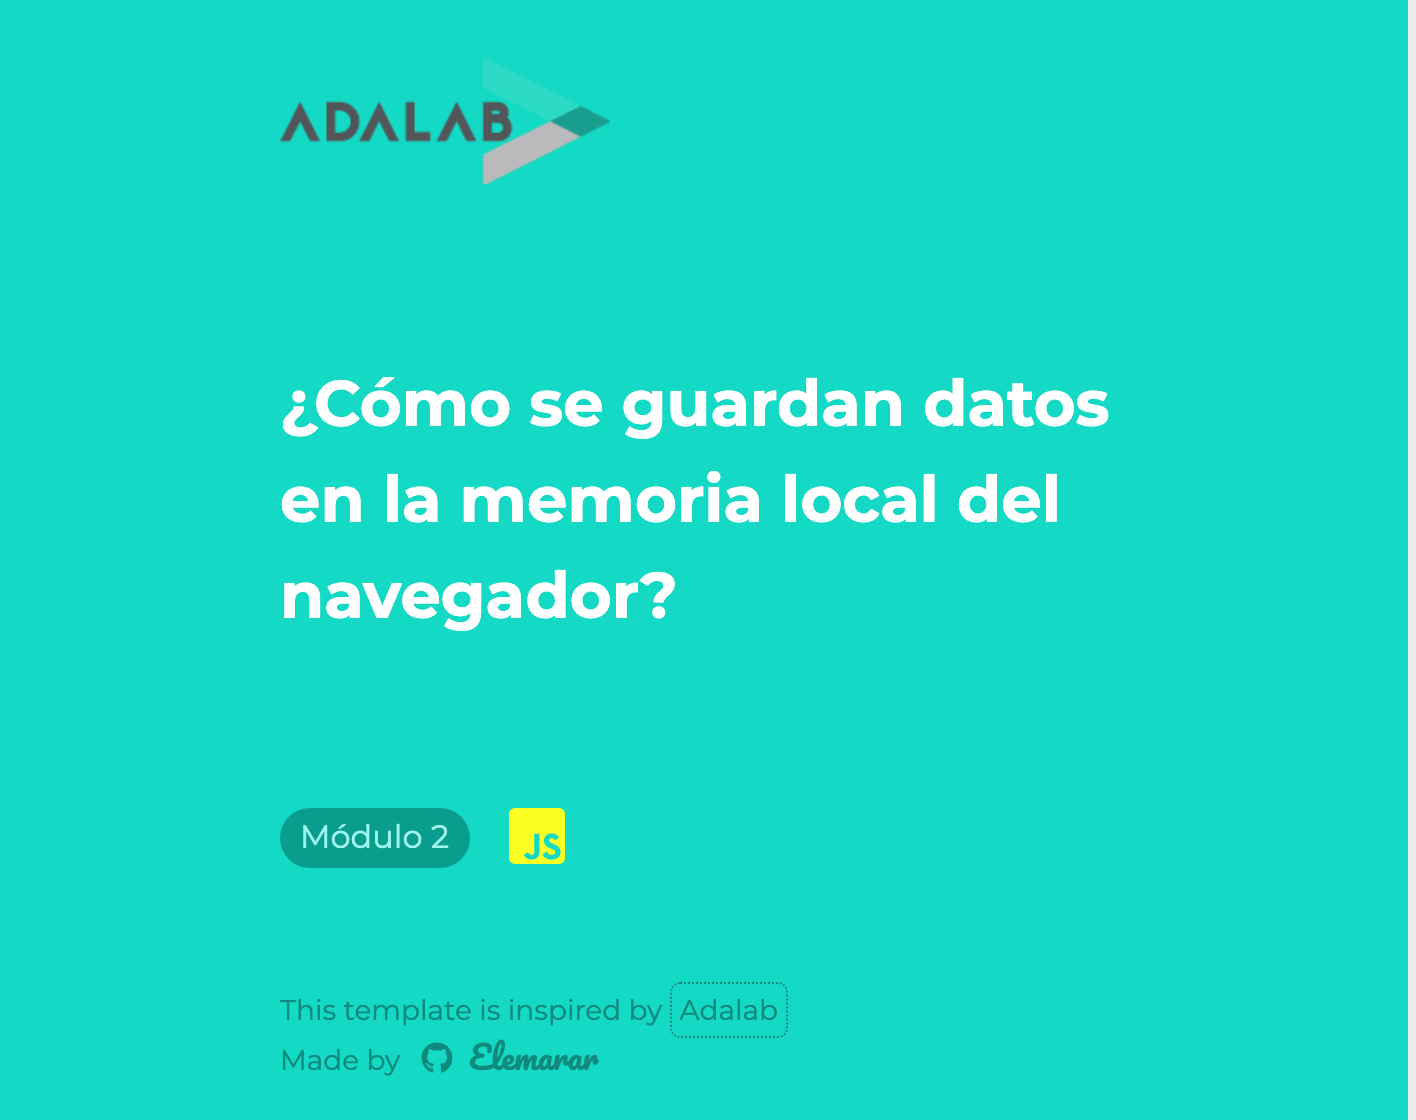 ADALAB
¿Cómo se guardan datos
en la memoria local del
navegador?
Módulo 2
JS
This template is inspired by Adalab
Made by Elemarar